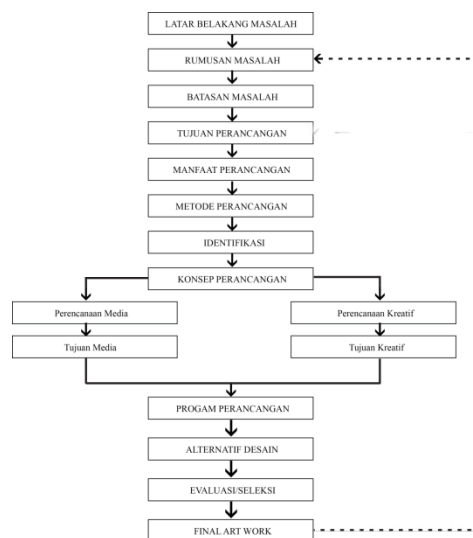 LATAR BELAKANG MASALAH
RUMUSAN MASALAH
BATASAN MASALAH
TUJUAN PERANCANGAN
MANFAAT PERANCANGAN
METODE PERANCANGAN
IDENTIFIKASI
KONSEP PERANCANGAN
Perencanaan Media
Perencanaan Kreatif
Tujuan Media
Tujuan Kreatif
PROGAM PERANCANGAN
ALTERNATIF DESAIN
EVALUASI/SELEKSI
FINAL ART WORK